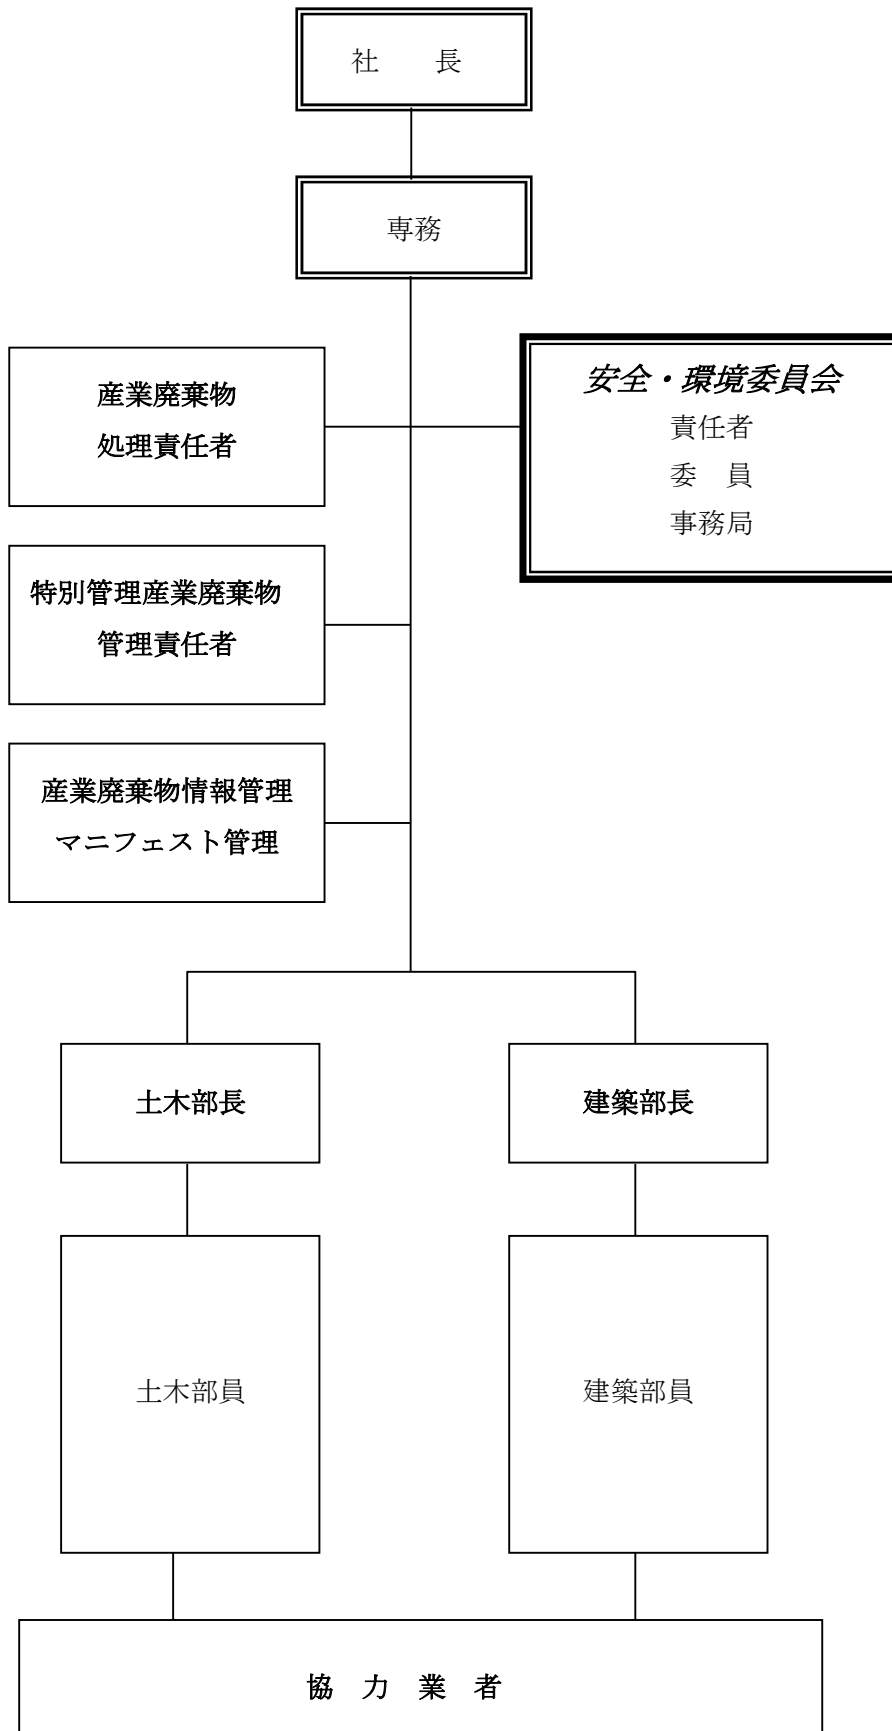 社　　長
専務
産業廃棄物
処理責任者
安全・環境委員会
責任者
委　員
事務局
特別管理産業廃棄物
管理責任者
産業廃棄物情報管理
マニフェスト管理
土木部長
建築部長
土木部員
建築部員
協　力　業　者